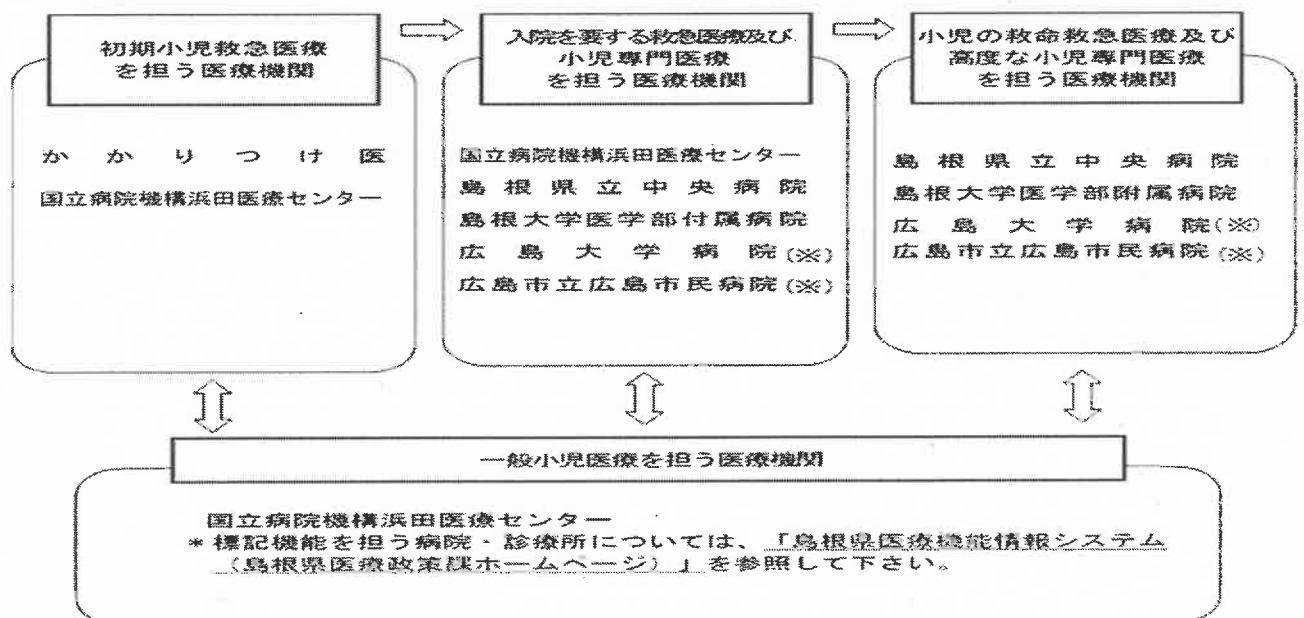 初期小児救急医療
を担う医療機関
か か り つ け 医
国立病院機構浜田医療センター
入院を要する救急医療及び
小児専門医療
を担う医療機関
国立病院機構浜田医療センター
島根県立中央病院
島根大学医学部付属病院
広島大学病院(※)
広島市立広島市民病院(※)
小児の救命救急医療及び
高度な小児専門医療
を担う医療機関
島根県立中央病院
島根大学医学部附属病院
広島大学病院(※)
広島市立広島市民病院(※)
一般小児医療を担う医療機関
国立病院機構浜田医療センター
*標記機能を担う病院・診療所については、「島根県医療機能情報システム
(島根県医療政策課ホームページ)」を参照して下さい。